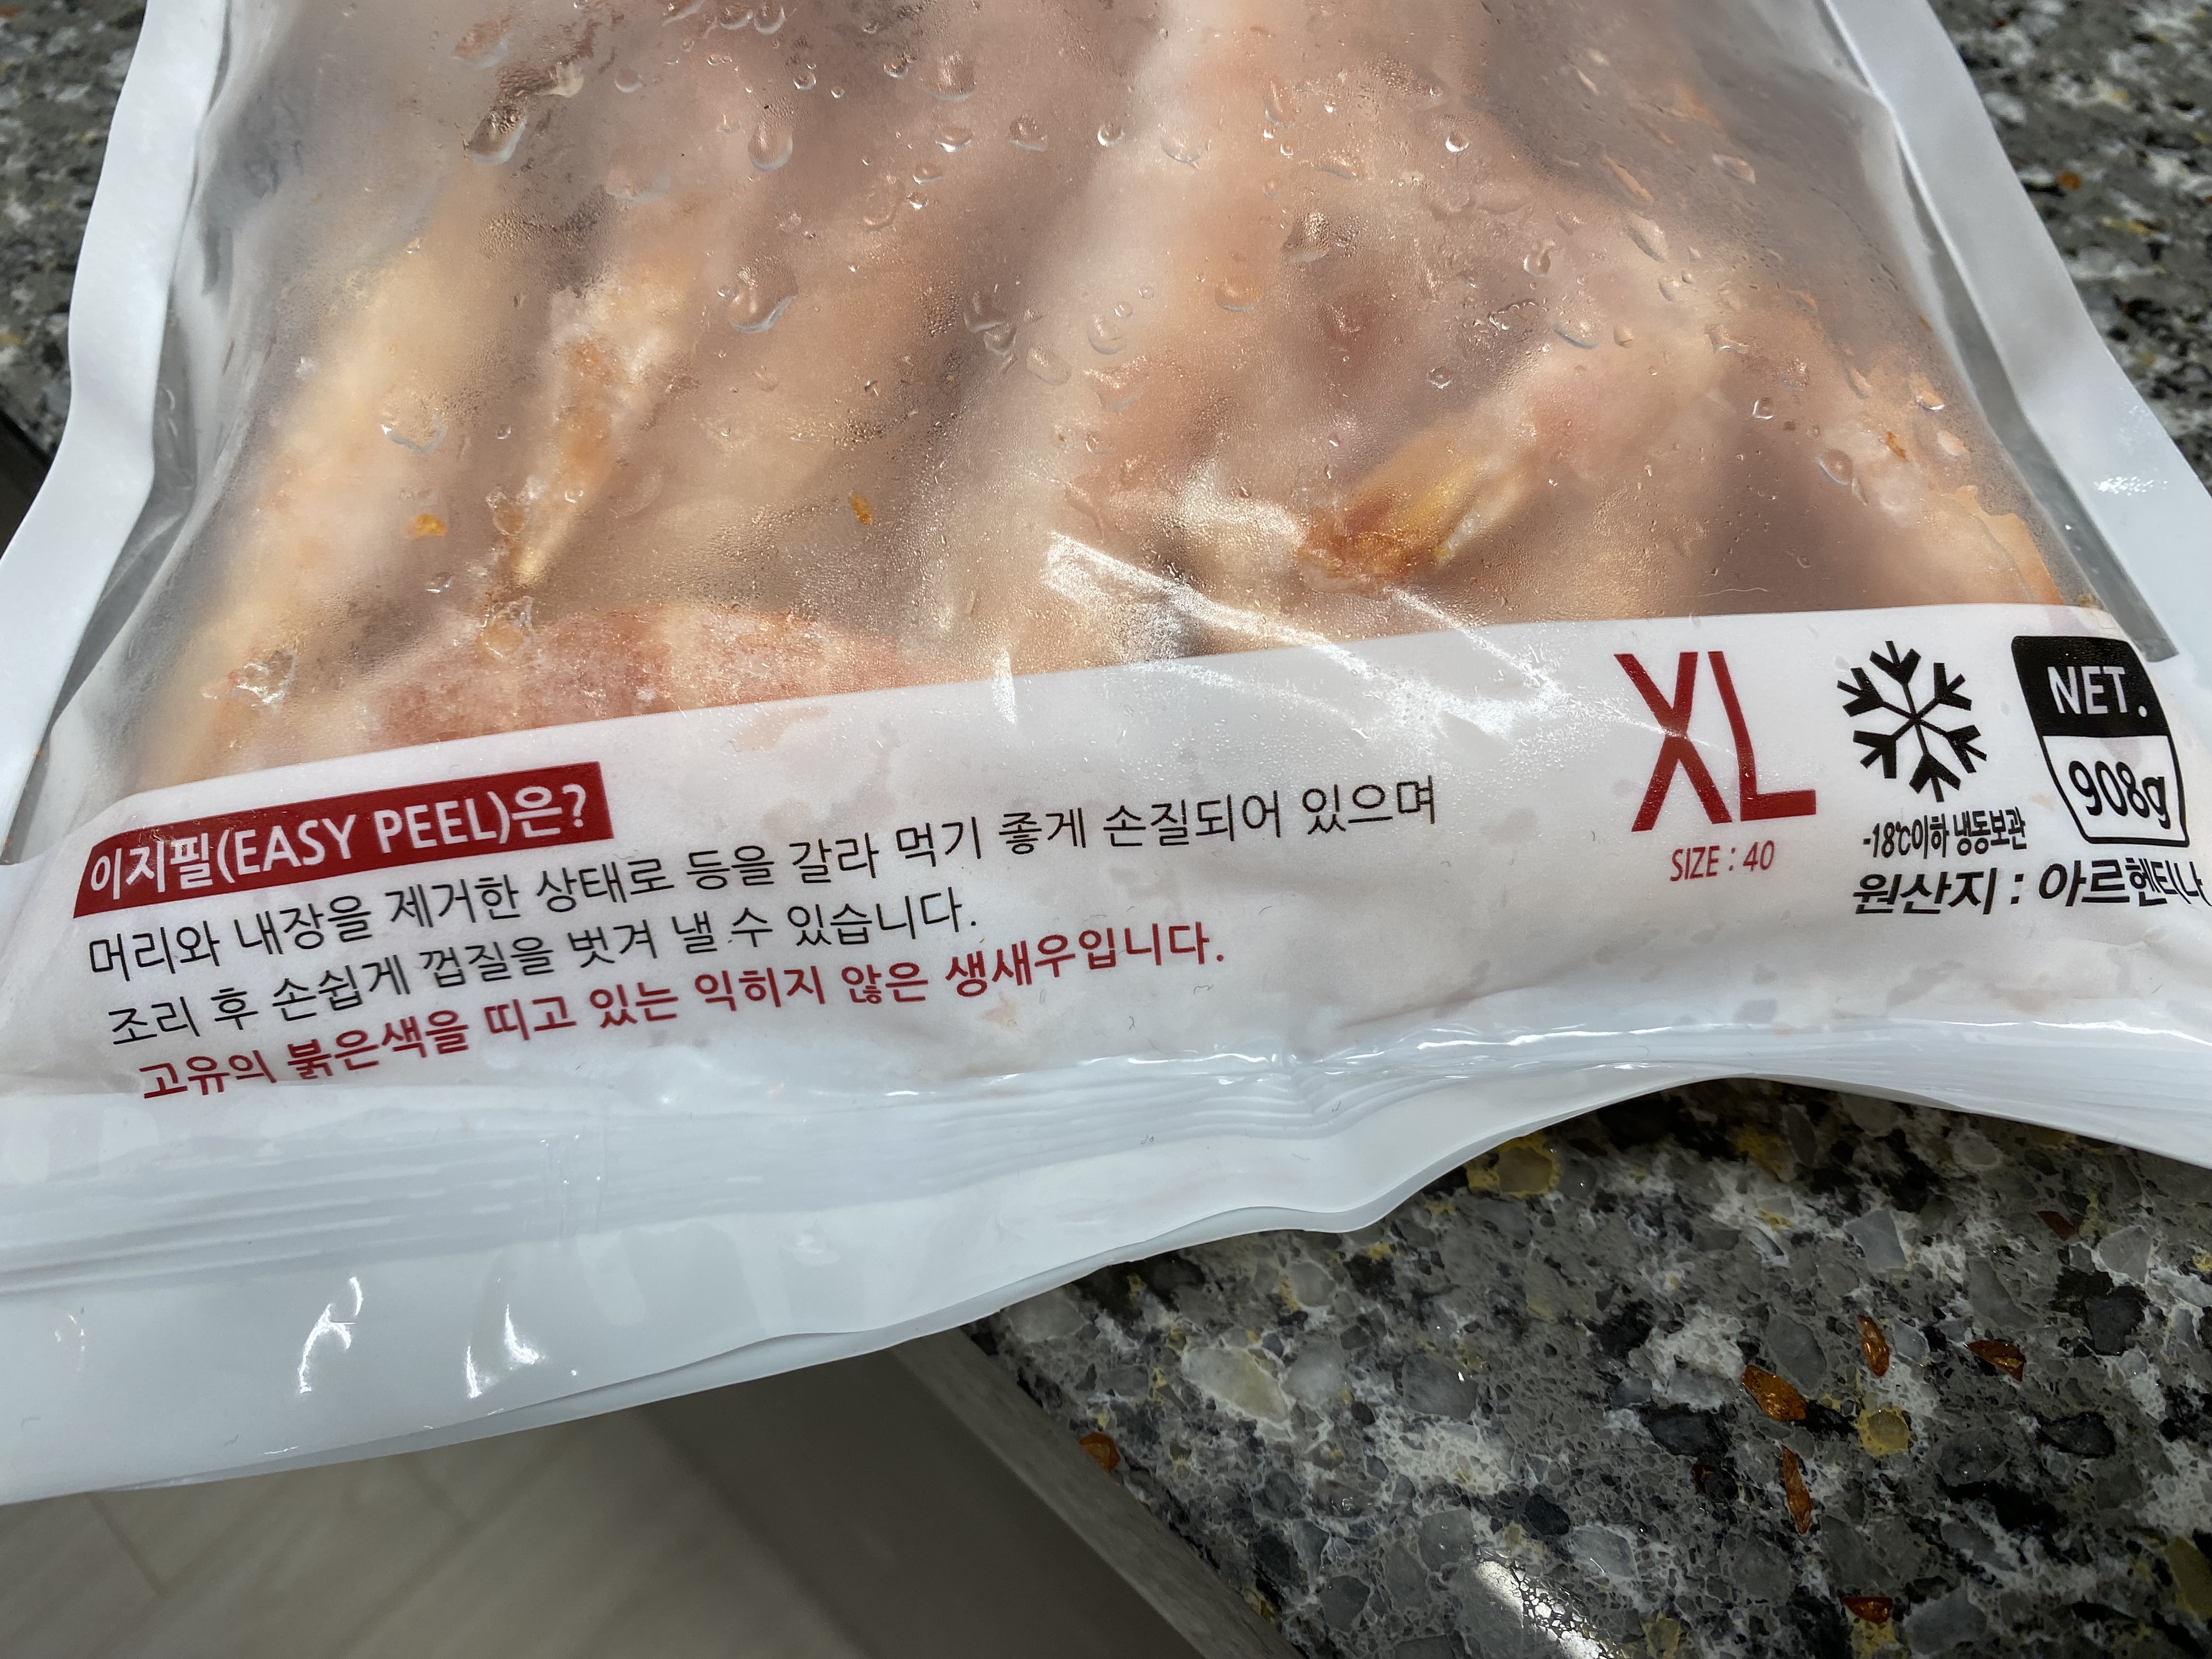 이지필(EASY PEEL)은?
머리와 내장을 제거한 상태로 등을 갈라 먹기 좋게 손질되어 있으며
조리 후 손쉽게 껍질을 벗겨 낼 수 있습니다.
고유의 붉은색을 띠고 있는 익히지 않은 생새우입니다.
XL
SIZE : 40
-18℃이하 냉동보관
NET.
908g
원산지 : 아르헨티나